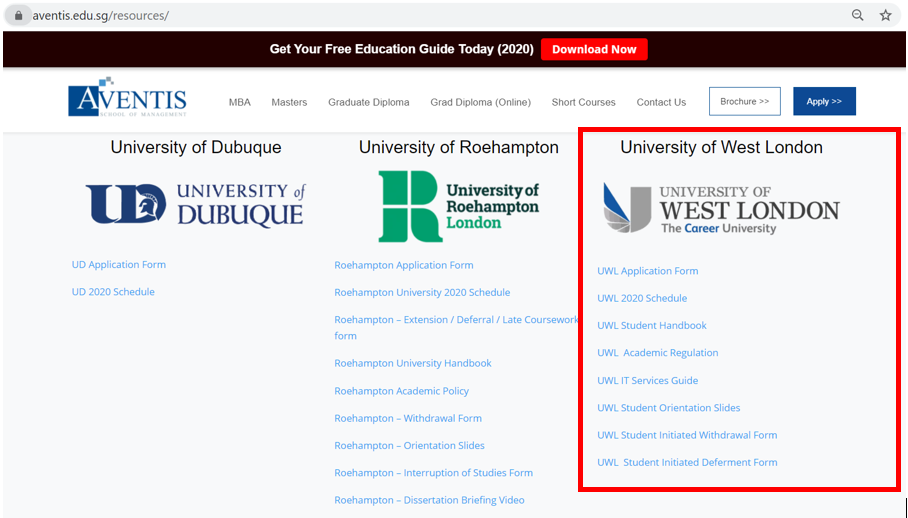 aventis.edu.sg/resources/
Get Your Free Education Guide Today (2020) Download Now
AVENTIS
SCHOOL OF MANAGEMENT
MBA Masters Graduate Diploma Grad Diploma (Online) Short Courses Contact Us Brochure >> Apply >>
University of Dubuque
UD UNIVERSITY of
DUBUQUE
UD Application Form
UD 2020 Schedule
University of Roehampton
R University of
Roehampton
London
Roehampton Application Form
Roehampton University 2020 Schedule
Roehampton – Extension / Deferral / Late Coursework
form
Roehampton University Handbook
Roehampton Academic Policy
Roehampton – Withdrawal Form
Roehampton – Orientation Slides
Roehampton – Interruption of Studies Form
Roehampton – Dissertation Briefing Video
University of West London
UNIVERSITY OF
WEST LONDON
The Career University
UWL Application Form
UWL 2020 Schedule
UWL Student Handbook
UWL Academic Regulation
UWL IT Services Guide
UWL Student Orientation Slides
UWL Student Initiated Withdrawal Form
UWL Student Initiated Deferment Form